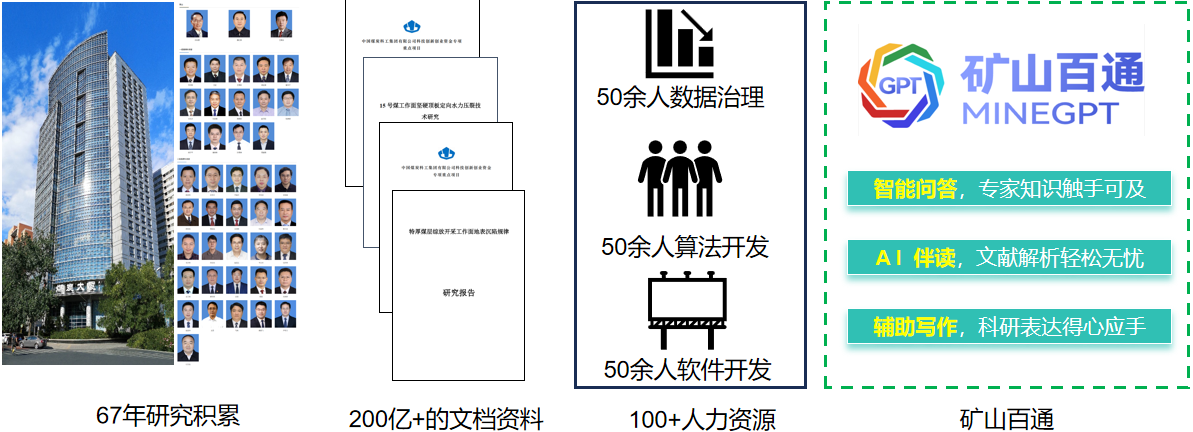 煤炭大厦
67年研究积累
中国煤炭科工集团有限公司科技创新创业资金专项
重点项目
15号煤工作面坚硬顶板定向水力压裂技
术研究
中国煤炭科工集团有限公司科技创新创业资金
专项重点项目
特厚煤层综放开采工作面地表沉陷规律
研究报告
200亿+的文档资料
50余人数据治理
50余人算法开发
50余人软件开发
100+人力资源
GPT
矿山百通
MINEGPT
智能问答，专家知识触手可及
AI 伴读，文献解析轻松无忧
辅助写作，科研表达得心应手
矿山百通